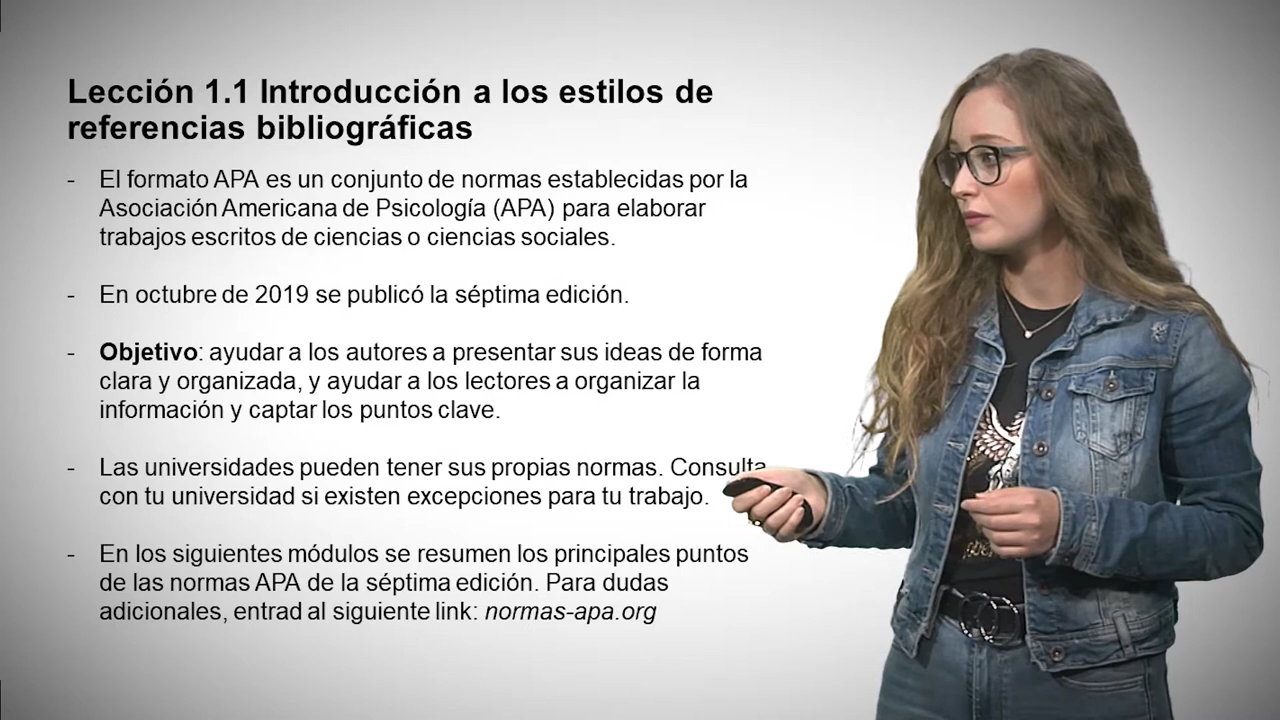 Lección 1.1 Introducción a los estilos de
referencias bibliográficas
- El formato APA es un conjunto de normas establecidas por la
Asociación Americana de Psicología (APA) para elaborar
trabajos escritos de ciencias o ciencias sociales.
- En octubre de 2019 se publicó la séptima edición.
- Objetivo: ayudar a los autores a presentar sus ideas de forma
clara y organizada, y ayudar a los lectores a organizar la
información y captar los puntos clave.
- Las universidades pueden tener sus propias normas. Consulta
con tu universidad si existen excepciones para tu trabajo.
- En los siguientes módulos se resumen los principales puntos
de las normas APA de la séptima edición. Para dudas
adicionales, entrad al siguiente link: normas-apa.org